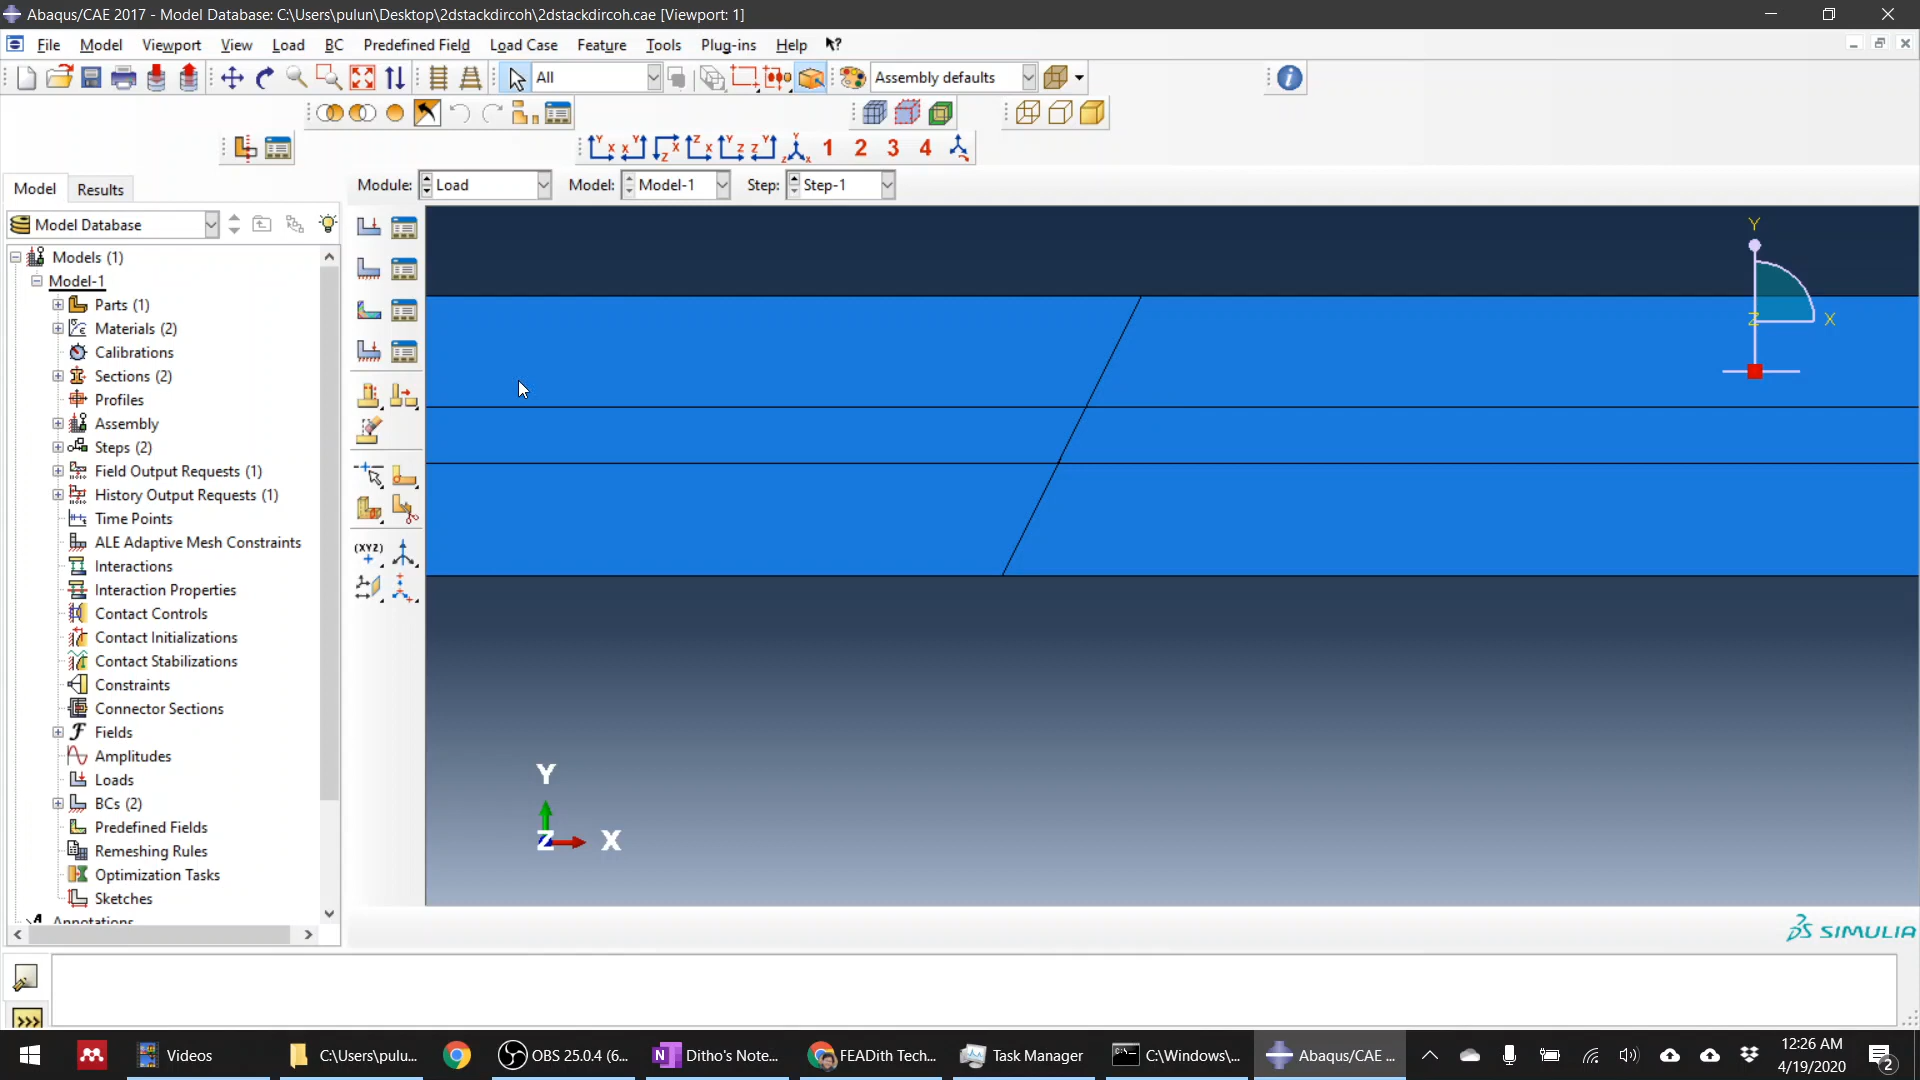 Abaqus/CAE 2017 - Model Database: C:\Users\pulun\Desktop\2dstackdircoh\2dstackdircoh.cae [Viewport: 1]
File Model Viewport View Load BC Predefined Field Load Case Feature Tools Plug-ins Help
All Assembly defaults
1 2 3 4
Model Results
Module: Load Model: Model-1 Step: Step-1
Model Database
Models (1)
Model-1
Parts (1)
Materials (2)
Calibrations
Sections (2)
Profiles
Assembly
Steps (2)
Field Output Requests (1)
History Output Requests (1)
Time Points
ALE Adaptive Mesh Constraints
Interactions
Interaction Properties
Contact Controls
Contact Initializations
Contact Stabilizations
Constraints
Connector Sections
Fields
Amplitudes
Loads
BCs (2)
Predefined Fields
Remeshing Rules
Optimization Tasks
Sketches
Annotations
(XYZ)
Y
Z X
Y
Z X
SIMULIA
>>>
Videos C:\Users\pulu... OBS 25.0.4 (6... Ditho's Note... FEADith Tech... Task Manager C:\Windows\... Abaqus/CAE ...
12:26 AM
4/19/2020
2